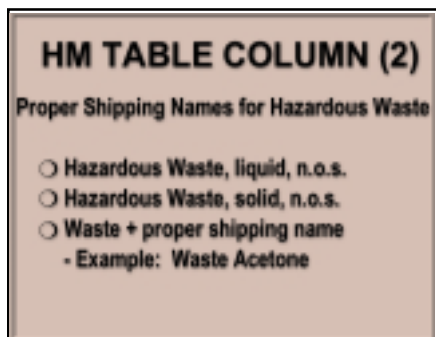 HM TABLE COLUMN (2)
Proper Shipping Names for Hazardous Waste
❍ Hazardous Waste, liquid, n.o.s.
❍ Hazardous Waste, solid, n.o.s.
❍ Waste + proper shipping name
- Example: Waste Acetone